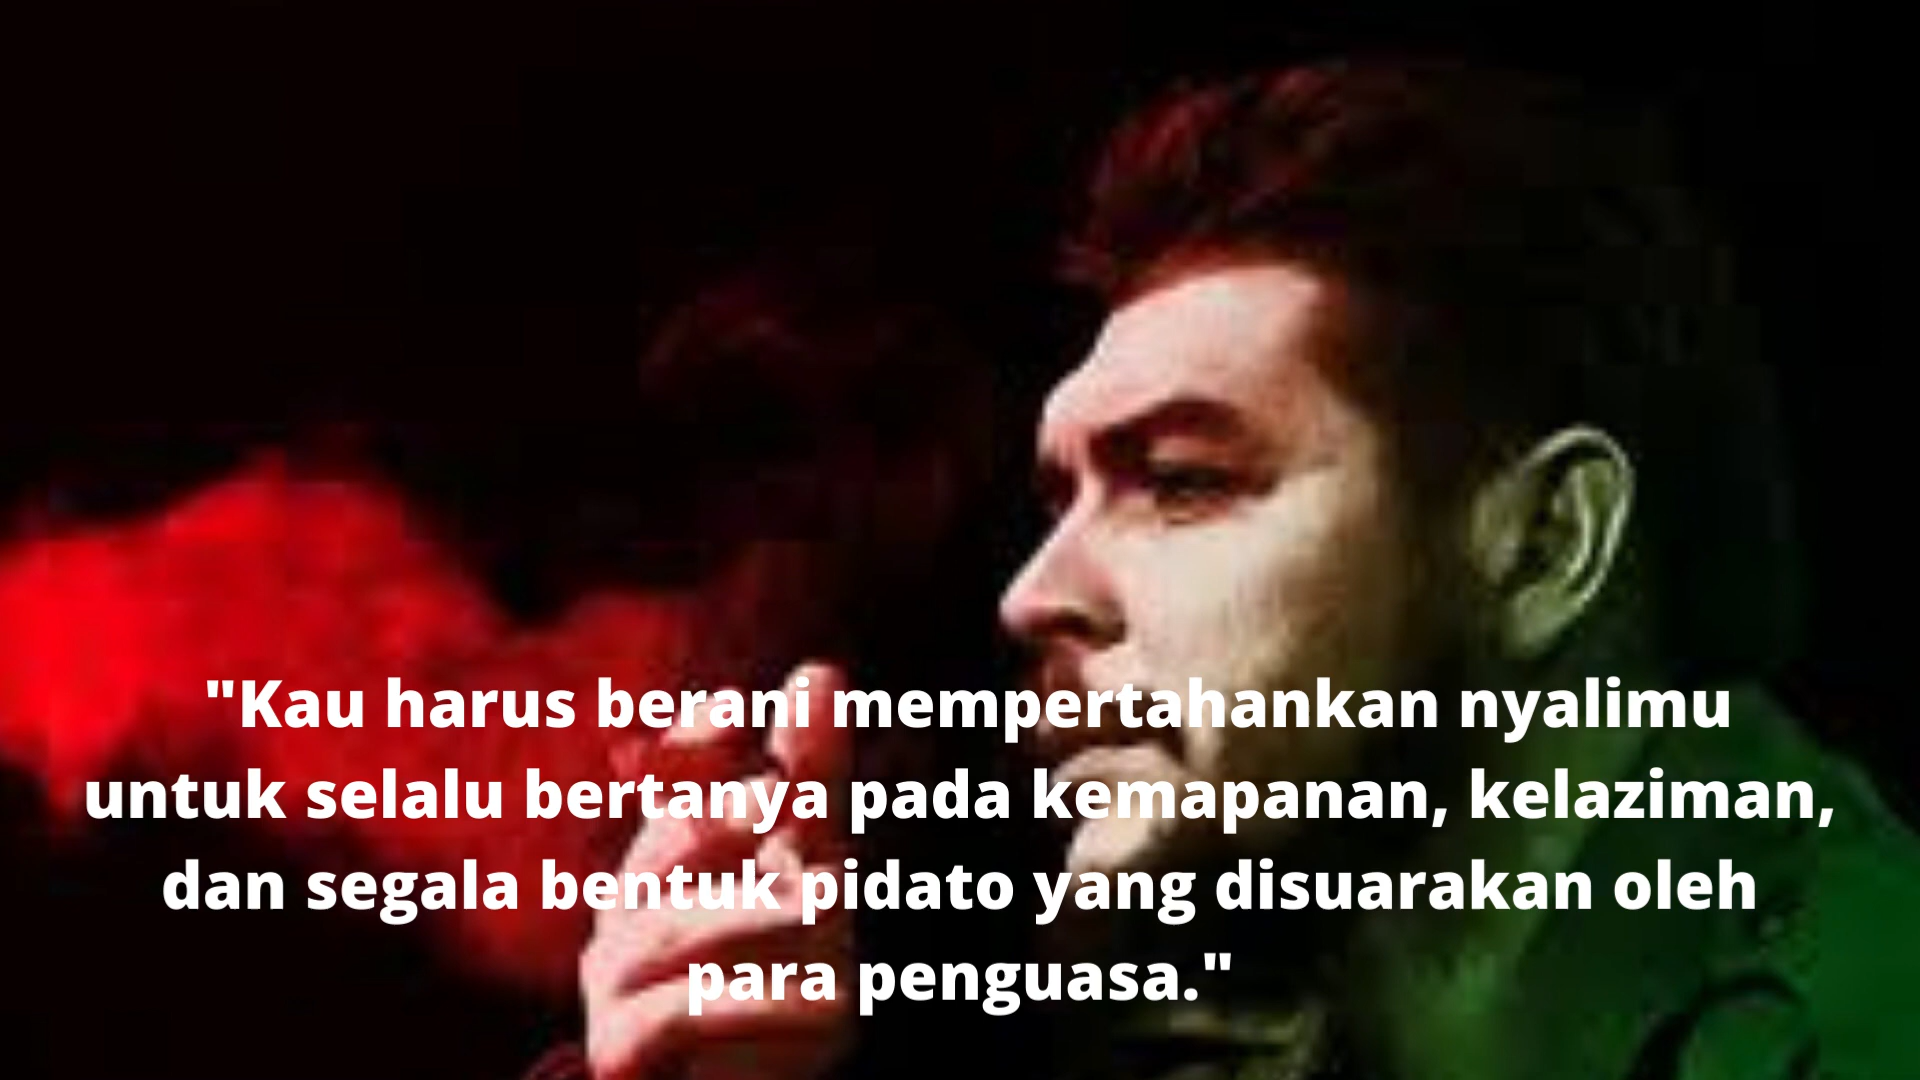 "Kau harus berani mempertahankan nyalimu
untuk selalu bertanya pada kemapanan, kelaziman,
dan segala bentuk pidato yang disuarakan oleh
para penguasa."